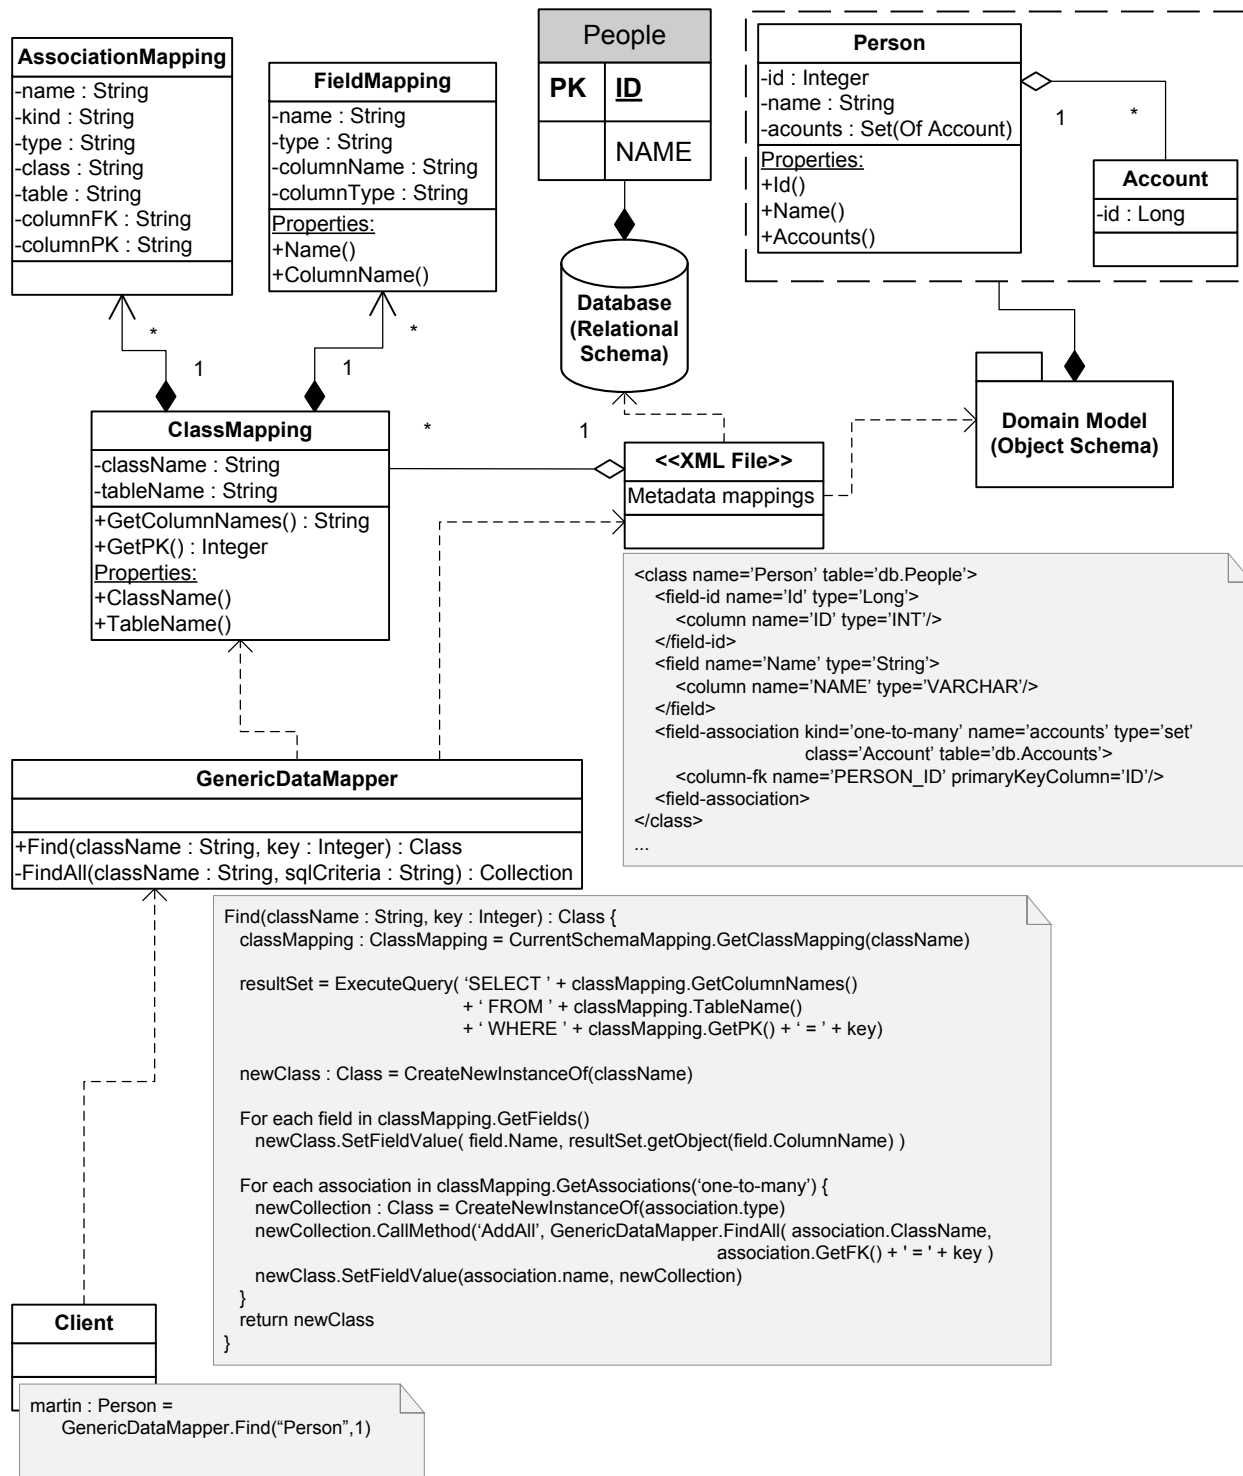 AssociationMapping
-name : String
-kind : String
-type : String
-class : String
-table : String
-columnFK : String
-columnPK : String
FieldMapping
-name : String
-type : String
-columnName : String
-columnType : String
Properties:
+Name()
+ColumnName()
People
PK ID
NAME
Person
-id : Integer
-name : String
-acounts : Set(Of Account)
Properties:
+Id()
+Name()
+Accounts()
1
*
Account
-id : Long
Database
(Relational
Schema)
*
1
*
1
Domain Model
(Object Schema)
ClassMapping
-className : String
-tableName : String
+GetColumnNames() : String
+GetPK() : Integer
Properties:
+ClassName()
+TableName()
*
1
<<XML File>>
Metadata mappings
<class name=’Person’ table=’db.People’>
<field-id name=’Id’ type=’Long’>
<column name=’ID’ type=’INT’/>
</field-id>
<field name=’Name’ type=’String’>
<column name=’NAME’ type=’VARCHAR’/>
</field>
<field-association kind=’one-to-many’ name=’accounts’ type=’set’
class=’Account’ table=’db.Accounts’>
<column-fk name=’PERSON_ID’ primaryKeyColumn=’ID’/>
<field-association>
</class>
...
GenericDataMapper
+Find(className : String, key : Integer) : Class
-FindAll(className : String, sqlCriteria : String) : Collection
Find(className : String, key : Integer) : Class {
classMapping : ClassMapping = CurrentSchemaMapping.GetClassMapping(className)
resultSet = ExecuteQuery( ‘SELECT ’ + classMapping.GetColumnNames()
+ ‘ FROM ’ + classMapping.TableName()
+ ‘ WHERE ’ + classMapping.GetPK() + ‘ = ’ + key)
newClass : Class = CreateNewInstanceOf(className)
For each field in classMapping.GetFields()
newClass.SetFieldValue( field.Name, resultSet.getObject(field.ColumnName) )
For each association in classMapping.GetAssociations(‘one-to-many’) {
newCollection : Class = CreateNewInstanceOf(association.type)
newCollection.CallMethod(‘AddAll’, GenericDataMapper.FindAll( association.ClassName,
association.GetFK() + ' = ' + key )
newClass.SetFieldValue(association.name, newCollection)
}
return newClass
}
Client
martin : Person =
GenericDataMapper.Find(“Person”,1)